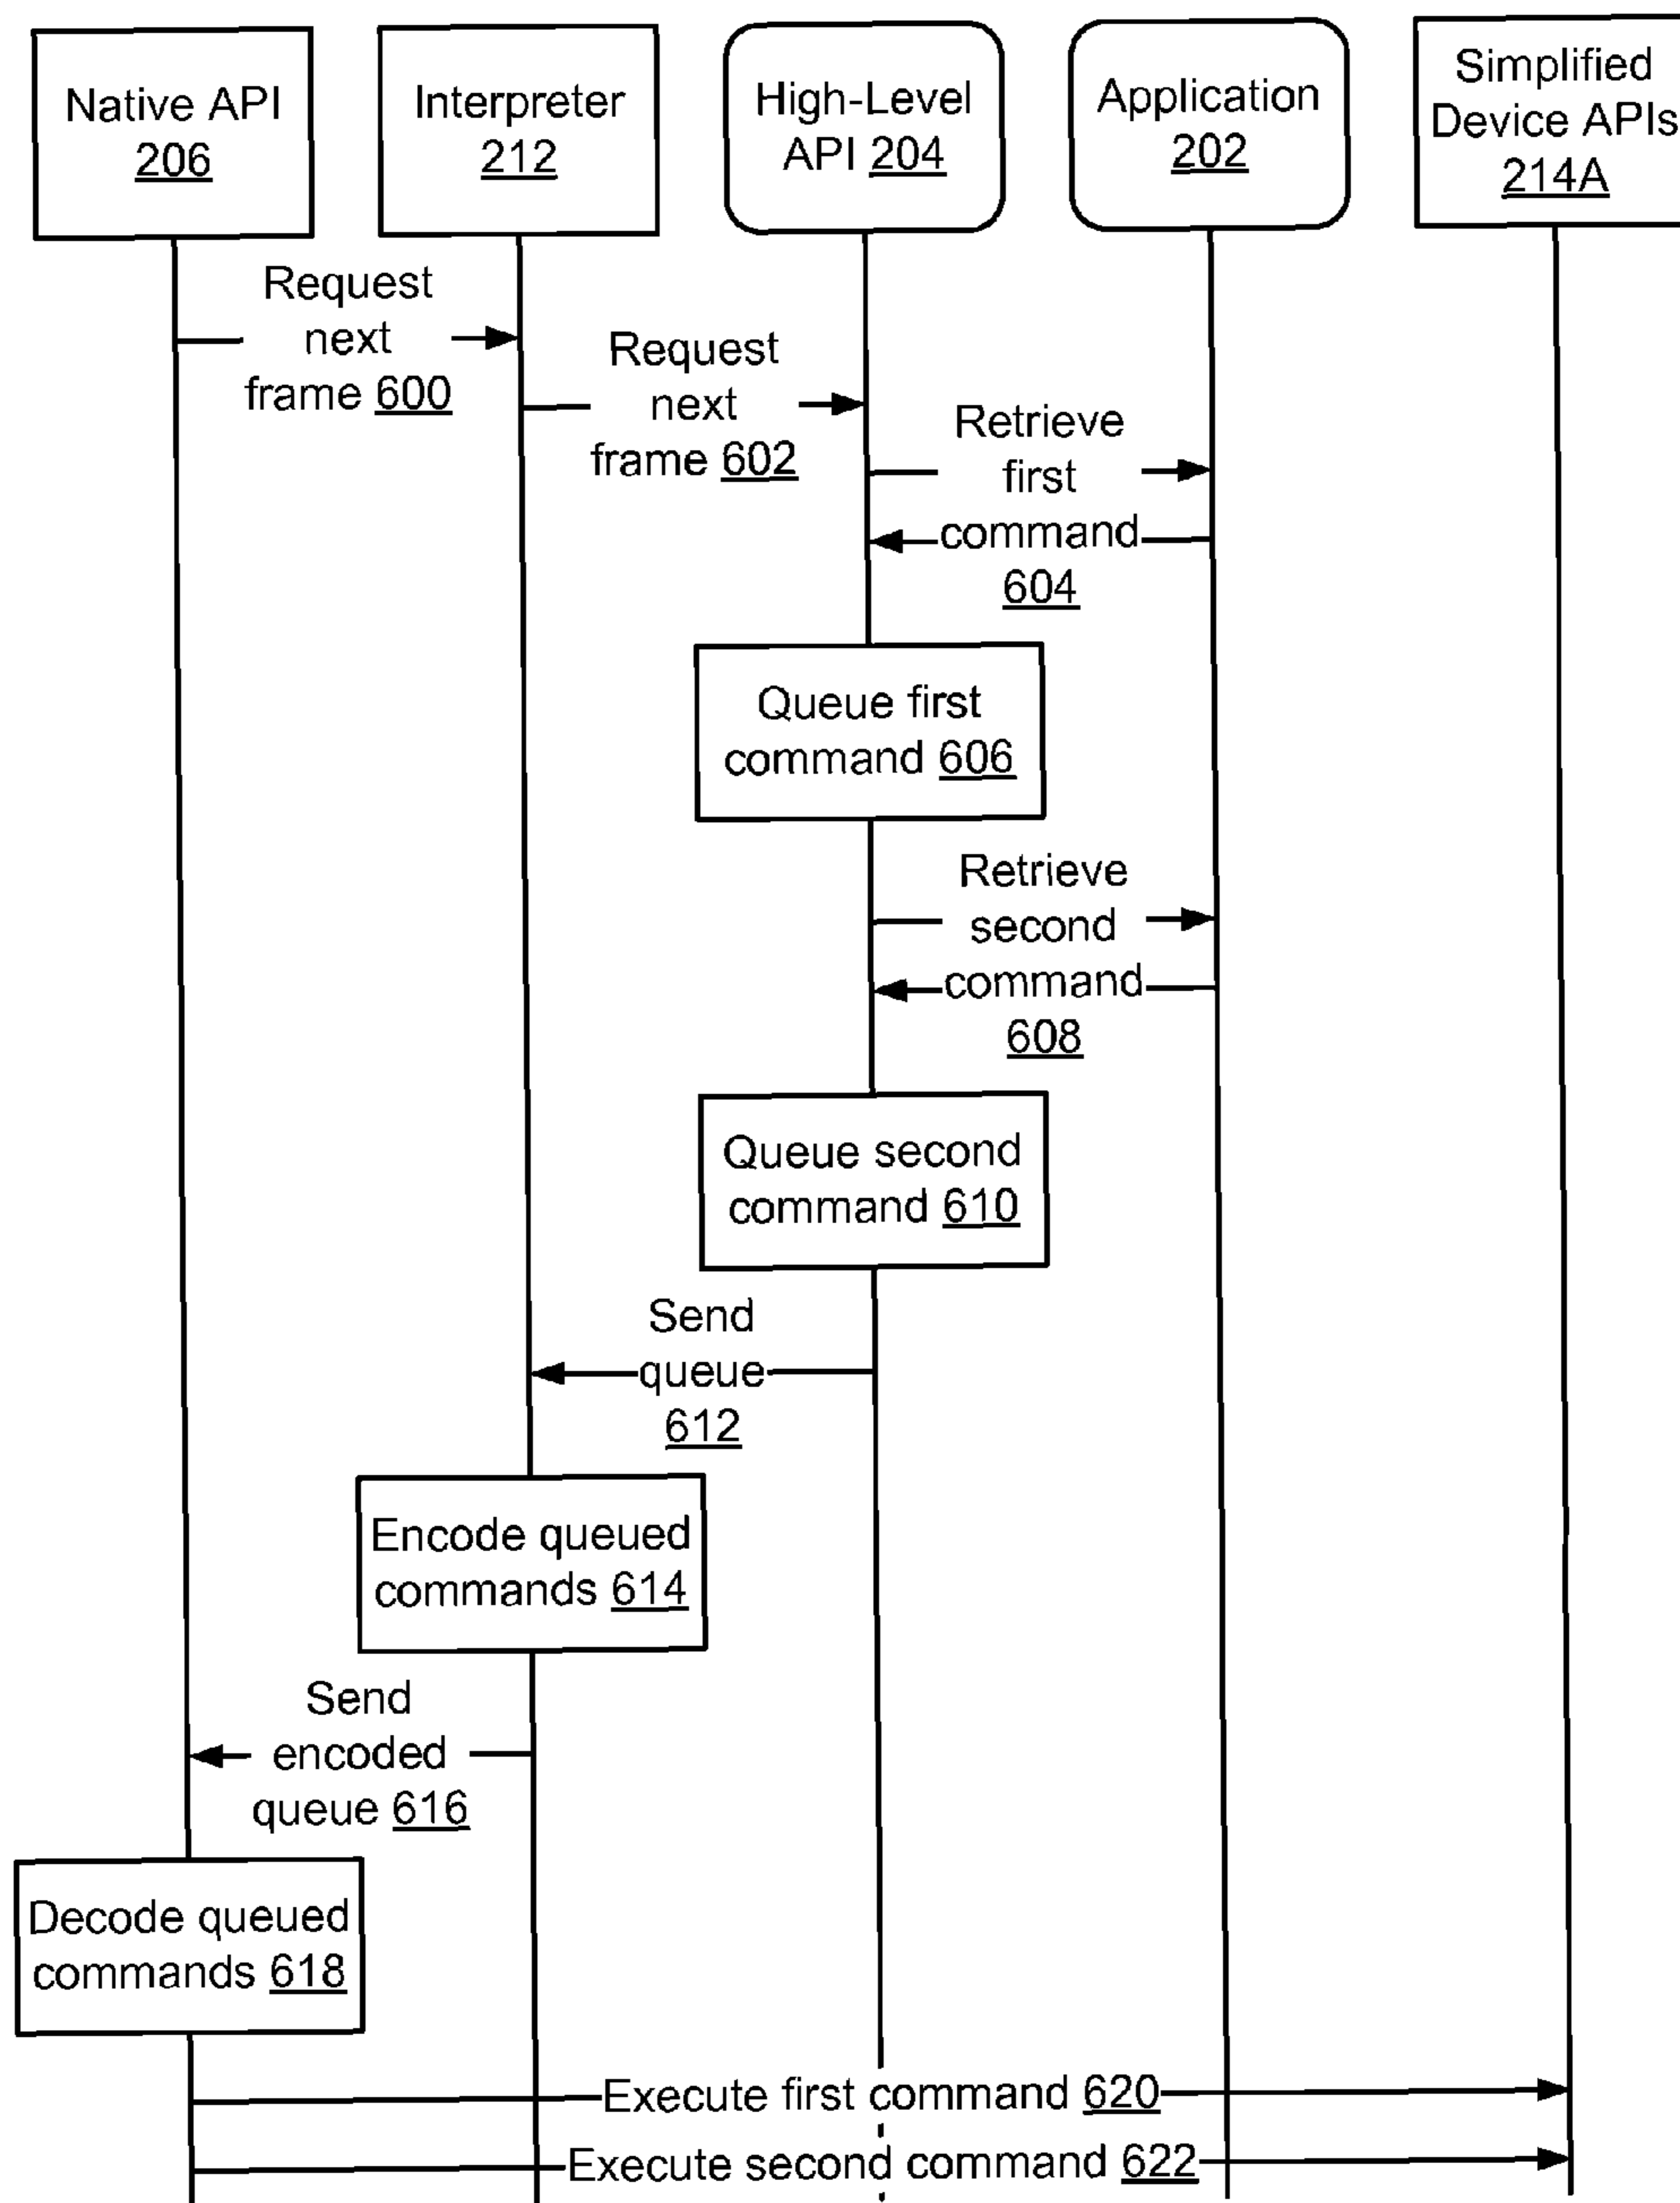 Native API
206
Interpreter
212
High-Level
API 204
Application
202
Simplified
Device APIs
214A
Request
next
frame 600
Request
next
frame 602
Retrieve
first
command
604
Queue first
command 606
Retrieve
second
command
608
Queue second
command 610
Send
queue
612
Encode queued
commands 614
Send
encoded
queue 616
Decode queued
commands 618
Execute first command 620
Execute second command 622